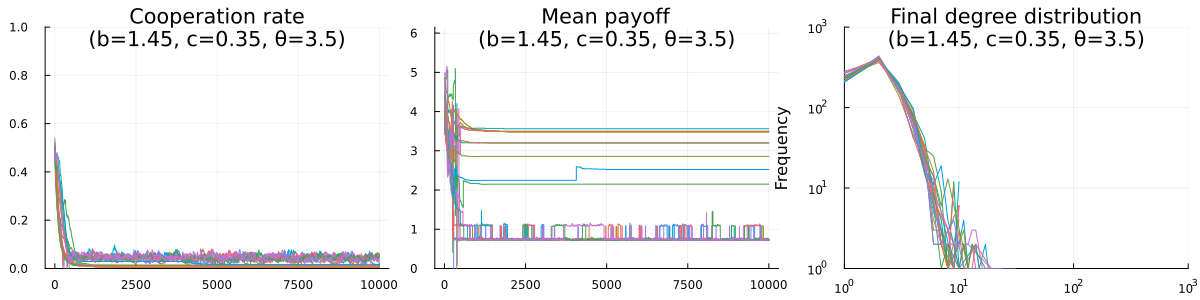 Cooperation rate
(b=1.45, c=0.35, θ=3.5)
1.0
0.8
0.6
0.4
0.2
0.0
0 2500 5000 7500 10000
Mean payoff
(b=1.45, c=0.35, θ=3.5)
6
5
4
3
2
1
0
0 2500 5000 7500 10000
Final degree distribution
(b=1.45, c=0.35, θ=3.5)
Frequency
10³
10²
10¹
10⁰
10⁰ 10¹ 10² 10³